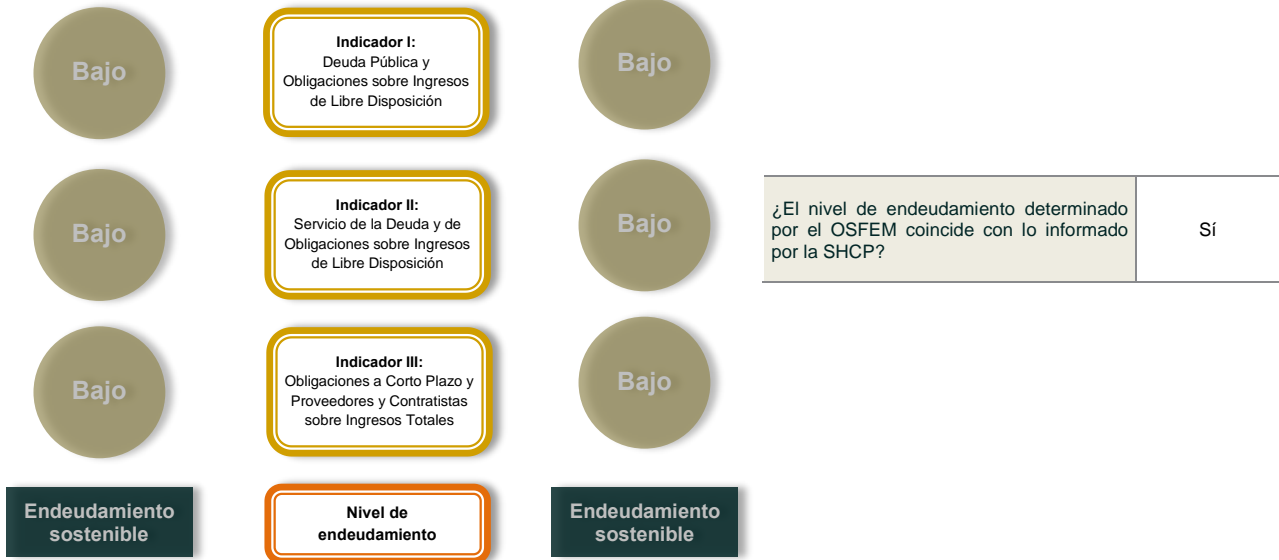 Bajo
Indicador I:
Deuda Pública y
Obligaciones sobre Ingresos
de Libre Disposición
Bajo
Bajo
Indicador II:
Servicio de la Deuda y de
Obligaciones sobre Ingresos
de Libre Disposición
Bajo
¿El nivel de endeudamiento determinado
por el OSFEM coincide con lo informado
por la SHCP?
Sí
Bajo
Indicador III:
Obligaciones a Corto Plazo y
Proveedores y Contratistas
sobre Ingresos Totales
Bajo
Endeudamiento
sostenible
Nivel de
endeudamiento
Endeudamiento
sostenible